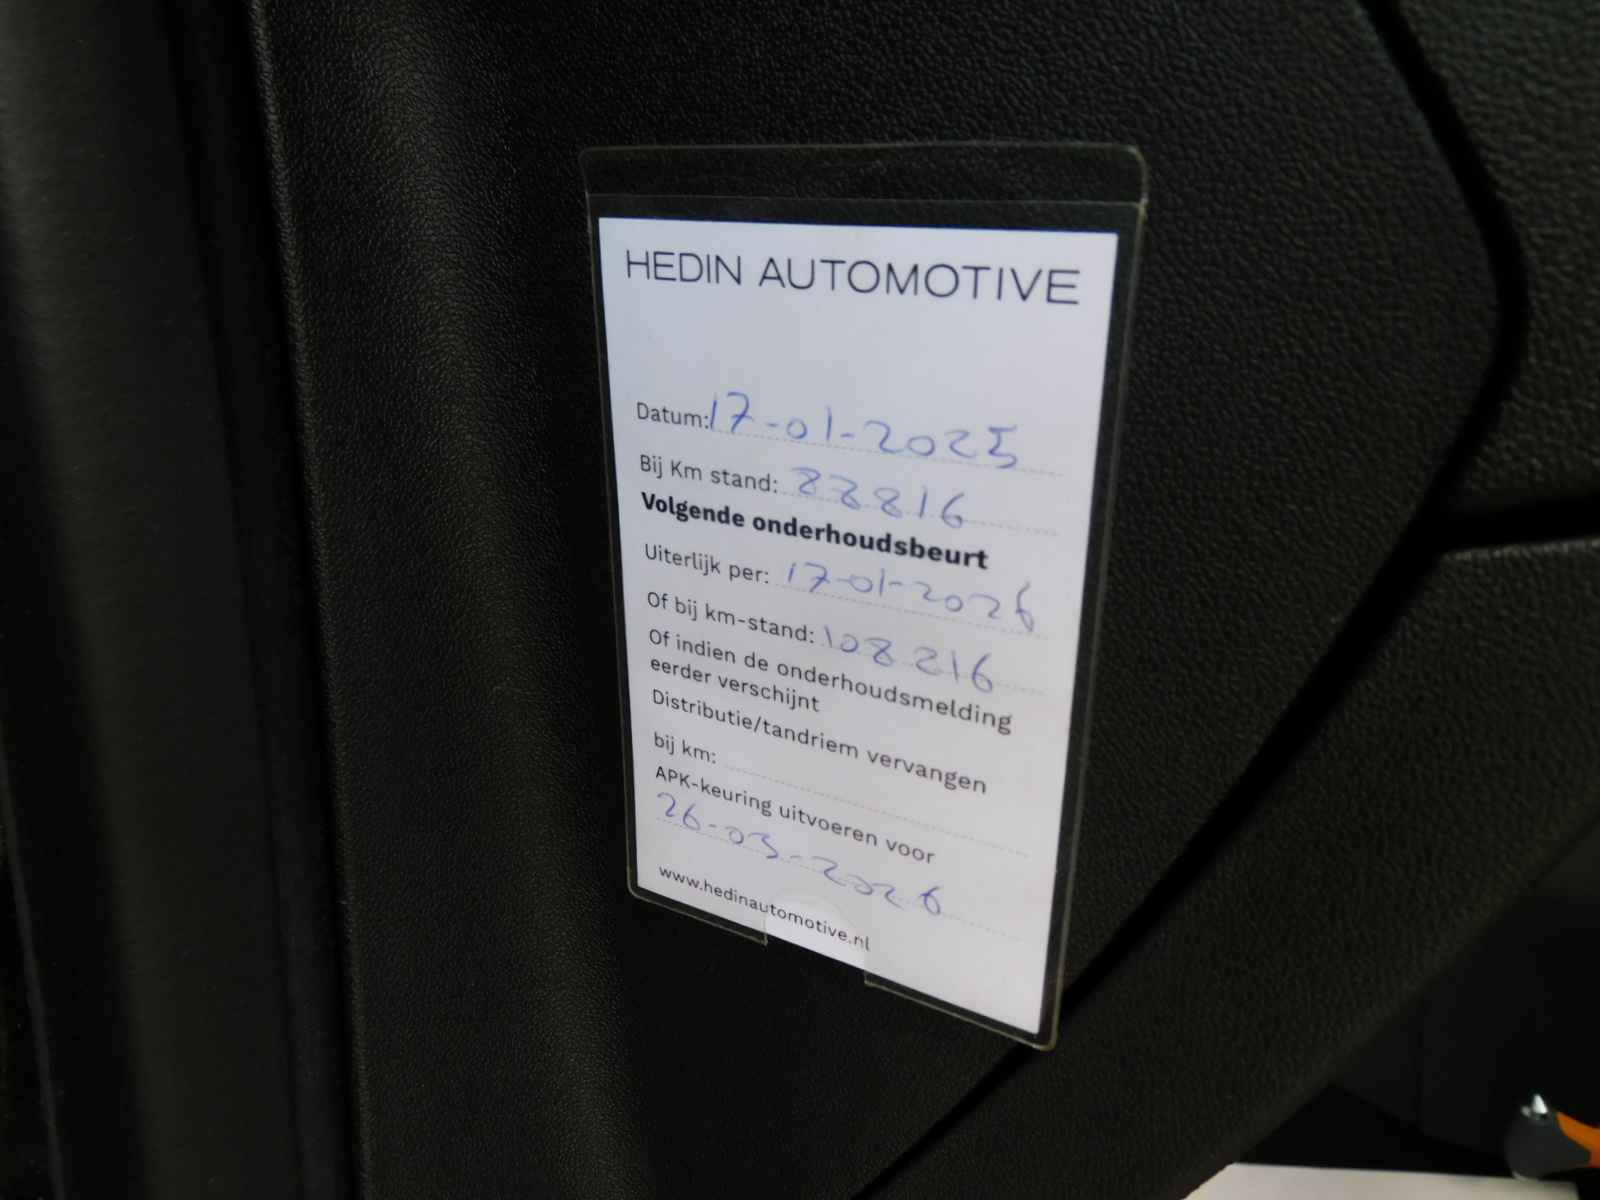 HEDIN AUTOMOTIVE
Datum: 17-01-2025
Bij Km stand: 88816
Volgende onderhoudsbeurt
Uiterlijk per: 17-01-2026
Of bij km-stand: 108216
Of indien de onderhoudsmelding
eerder verschijnt
Distributie/tandriem vervangen
bij km:
APK-keuring uitvoeren voor
26-03-2026
www.hedinautomotive.nl